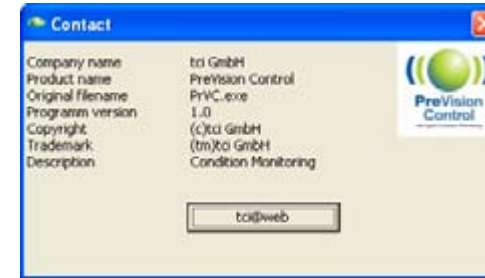 Contact
Company name tci GmbH
Product name PreVision Control
Original filename PrVC.exe
Programm version 1.0
Copyright (c)tci GmbH
Trademark (tm)tci GmbH
Description Condition Monitoring
PreVision
Control
tci@web